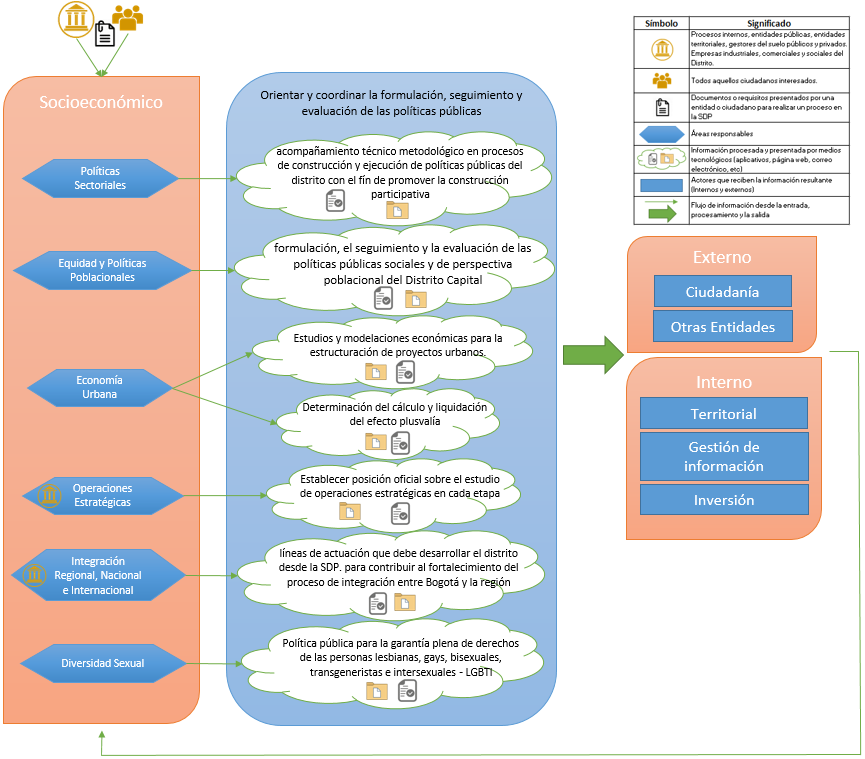 Socioeconómico
Políticas
Sectoriales
Equidad y Políticas
Poblacionales
Economía
Urbana
Operaciones
Estratégicas
Integración
Regional, Nacional
e Internacional
Diversidad Sexual
Orientar y coordinar la formulación, seguimiento y
evaluación de las políticas públicas
acompañamiento técnico metodológico en procesos
de construcción y ejecución de políticas públicas del
distrito con el fín de promover la construcción
participativa
formulación, el seguimiento y la evaluación de las
políticas públicas sociales y de perspectiva
poblacional del Distrito Capital
Estudios y modelaciones económicas para la
estructuración de proyectos urbanos.
Determinación del cálculo y liquidación
del efecto plusvalía
Establecer posición oficial sobre el estudio
de operaciones estratégicas en cada etapa
líneas de actuación que debe desarrollar el distrito
desde la SDP. para contribuir al fortalecimiento del
proceso de integración entre Bogotá y la región
Política pública para la garantía plena de derechos
de las personas lesbianas, gays, bisexuales,
transgeneristas e intersexuales - LGBTI
Símbolo Significado
Procesos internos, entidades públicas, entidades
territoriales, gestores del suelo públicos y privados.
Empresas industriales, comerciales y sociales del
Distrito.
Todos aquellos ciudadanos interesados.
Documentos o requisitos presentados por una
entidad o ciudadano para realizar un proceso en
la SDP
Áreas responsables
Información procesada y presentada por medios
tecnológicos (aplicativos, página web, correo
electrónico, etc)
Actores que reciben la información resultante
(Internos y externos)
Flujo de información desde la entrada,
procesamiento y la salida
Externo
Ciudadanía
Otras Entidades
Interno
Territorial
Gestión de
información
Inversión